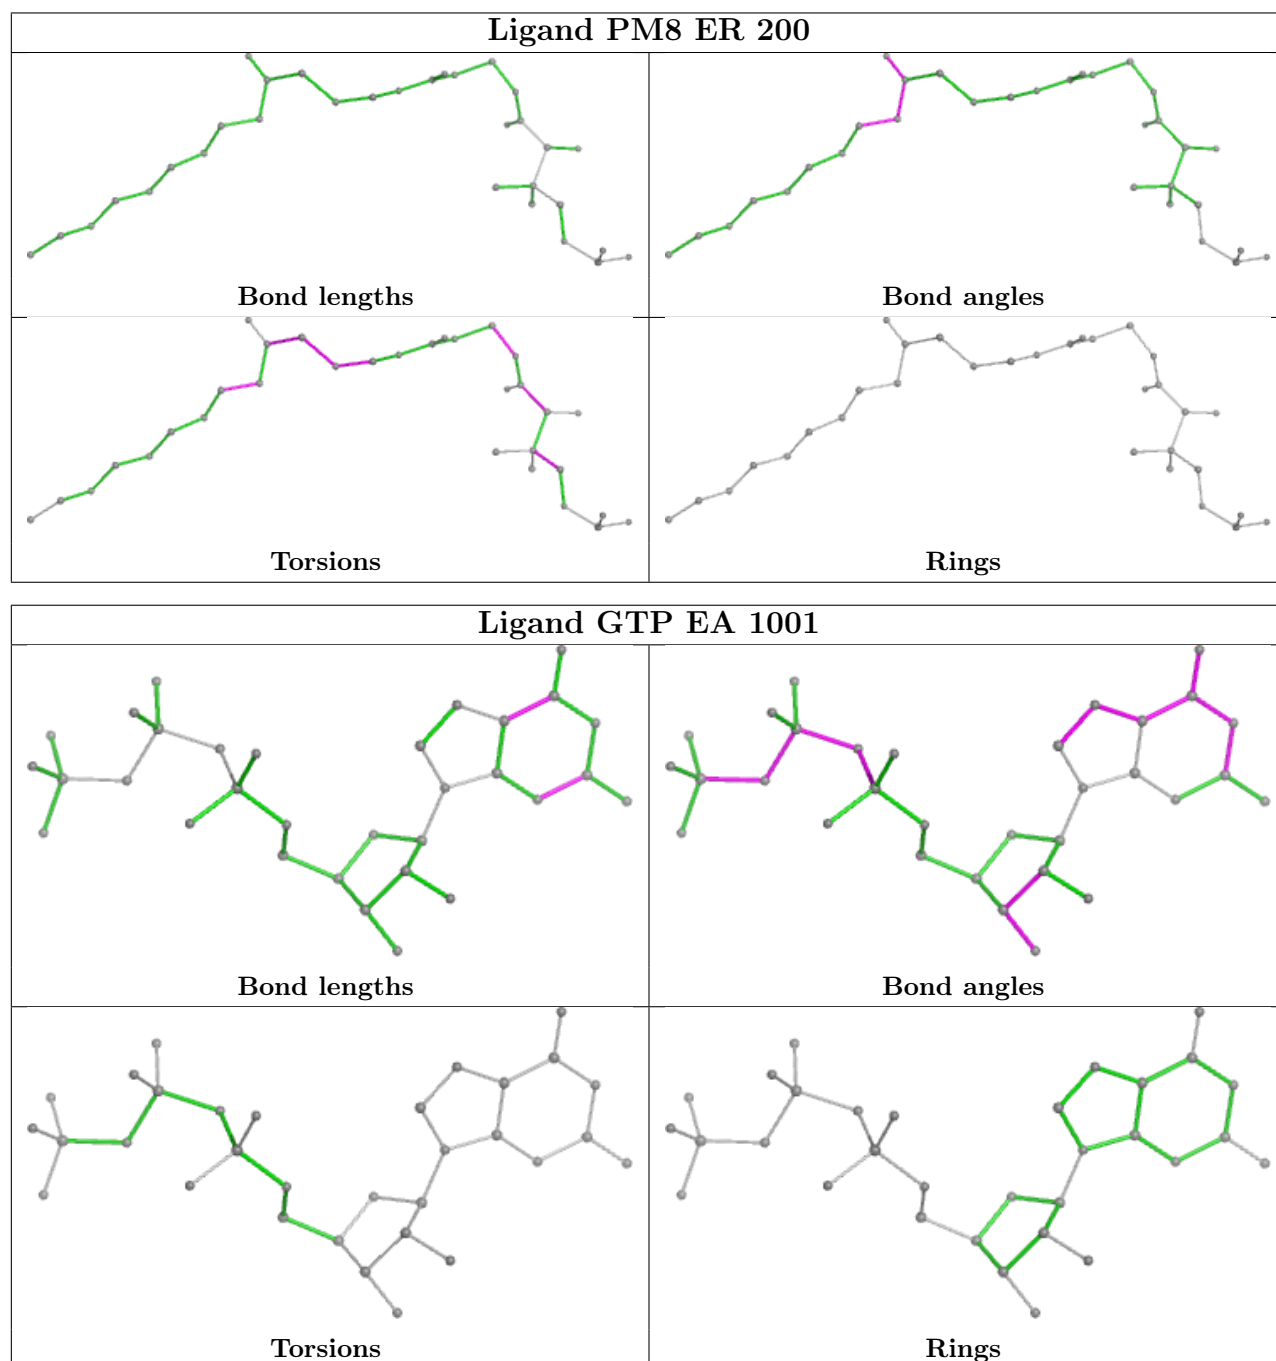 Ligand PM8 ER 200
Bond lengths
Bond angles
Torsions
Rings
Ligand GTP EA 1001
Bond lengths
Bond angles
Torsions
Rings